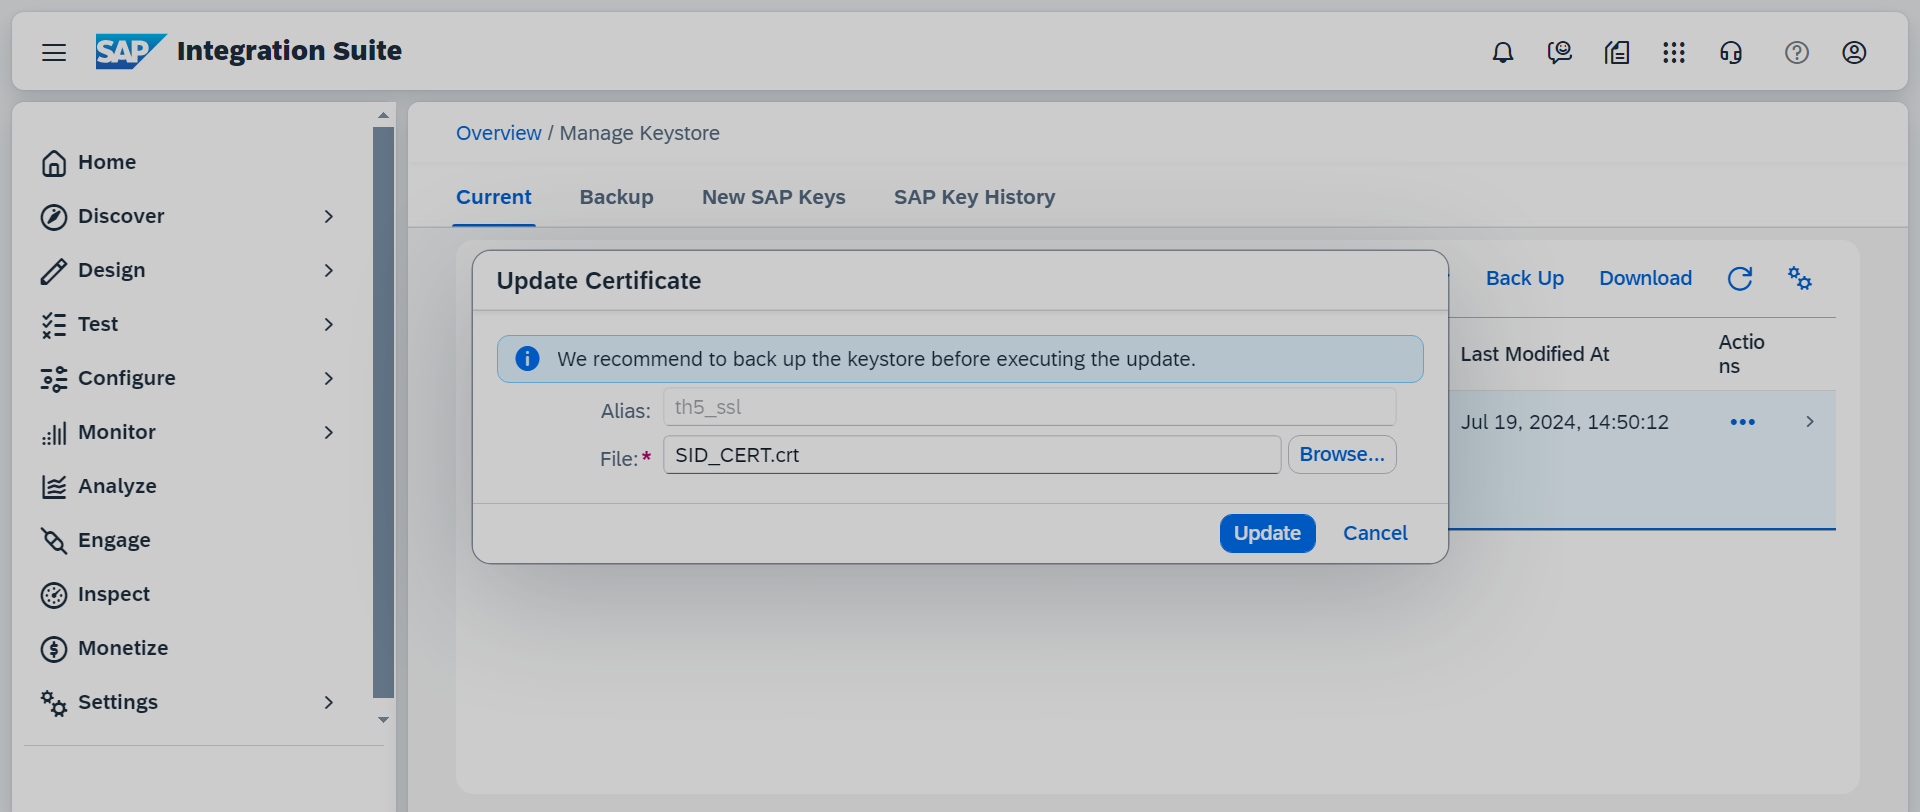 SAP Integration Suite
Home
Discover
Design
Test
Configure
Monitor
Analyze
Engage
Inspect
Monetize
Settings
Overview / Manage Keystore
Current Backup New SAP Keys SAP Key History
Back Up Download
Last Modified At
Actio
ns
Jul 19, 2024, 14:50:12
Update Certificate
We recommend to back up the keystore before executing the update.
Alias: th5_ssl
File:* SID_CERT.crt Browse...
Update Cancel